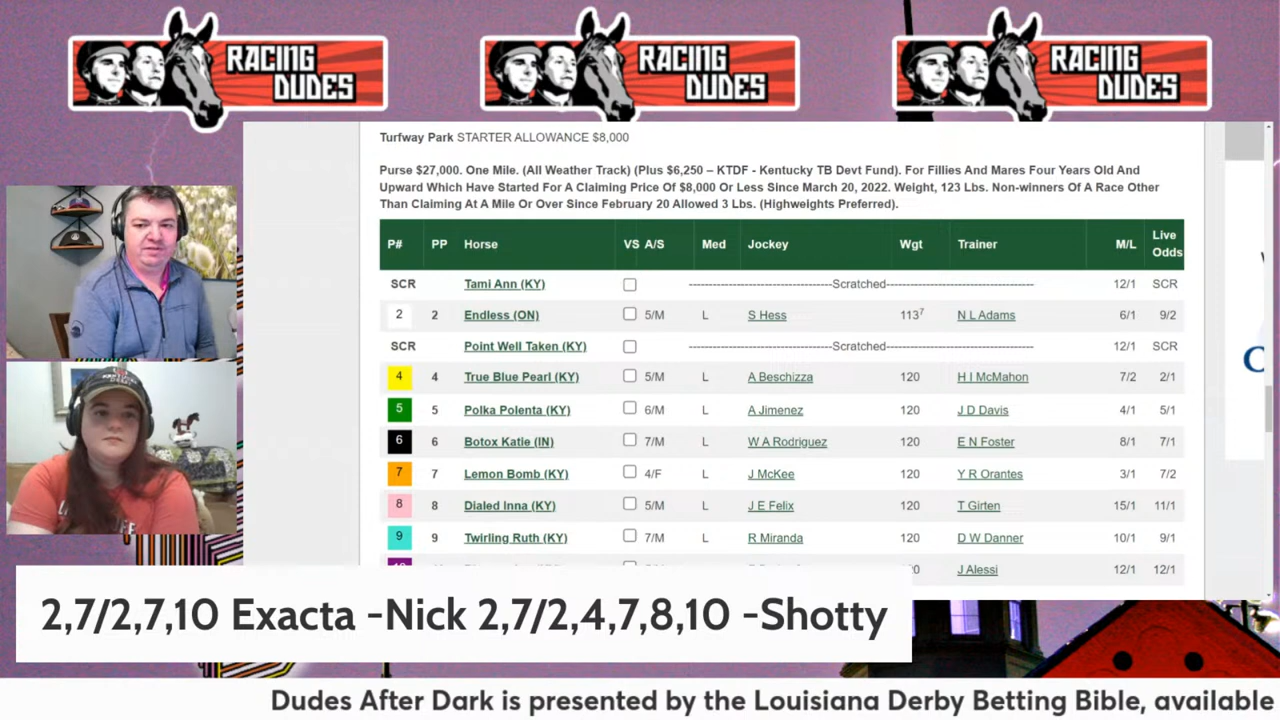 RACING DUDES
RACING DUDES
RACING DUDES
Turfway Park STARTER ALLOWANCE $8,000
Purse $27,000. One Mile. (All Weather Track) (Plus $6,250 – KTDF - Kentucky TB Devt Fund). For Fillies And Mares Four Years Old And
Upward Which Have Started For A Claiming Price Of $8,000 Or Less Since March 20, 2022. Weight, 123 Lbs. Non-winners Of A Race Other
Than Claiming At A Mile Or Over Since February 20 Allowed 3 Lbs. (Highweights Preferred).
P# PP Horse VS A/S Med Jockey Wgt Trainer M/L Live Odds
SCR Tami Ann (KY) ----------Scratched---------- 12/1 SCR
2 2 Endless (ON) 5/M L S Hess 113⁷ N L Adams 6/1 9/2
SCR Point Well Taken (KY) ----------Scratched---------- 12/1 SCR
4 4 True Blue Pearl (KY) 5/M L A Beschizza 120 H I McMahon 7/2 2/1
5 5 Polka Polenta (KY) 6/M L A Jimenez 120 J D Davis 4/1 5/1
6 6 Botox Katie (IN) 7/M L W A Rodriguez 120 E N Foster 8/1 7/1
7 7 Lemon Bomb (KY) 4/F L J McKee 120 Y R Orantes 3/1 7/2
8 8 Dialed Inna (KY) 5/M L J E Felix 120 T Girten 15/1 11/1
9 9 Twirling Ruth (KY) 7/M L R Miranda 120 D W Danner 10/1 9/1
J Alessi 12/1 12/1
2,7/2,7,10 Exacta -Nick 2,7/2,4,7,8,10 -Shotty
Dudes After Dark is presented by the Louisiana Derby Betting Bible, available